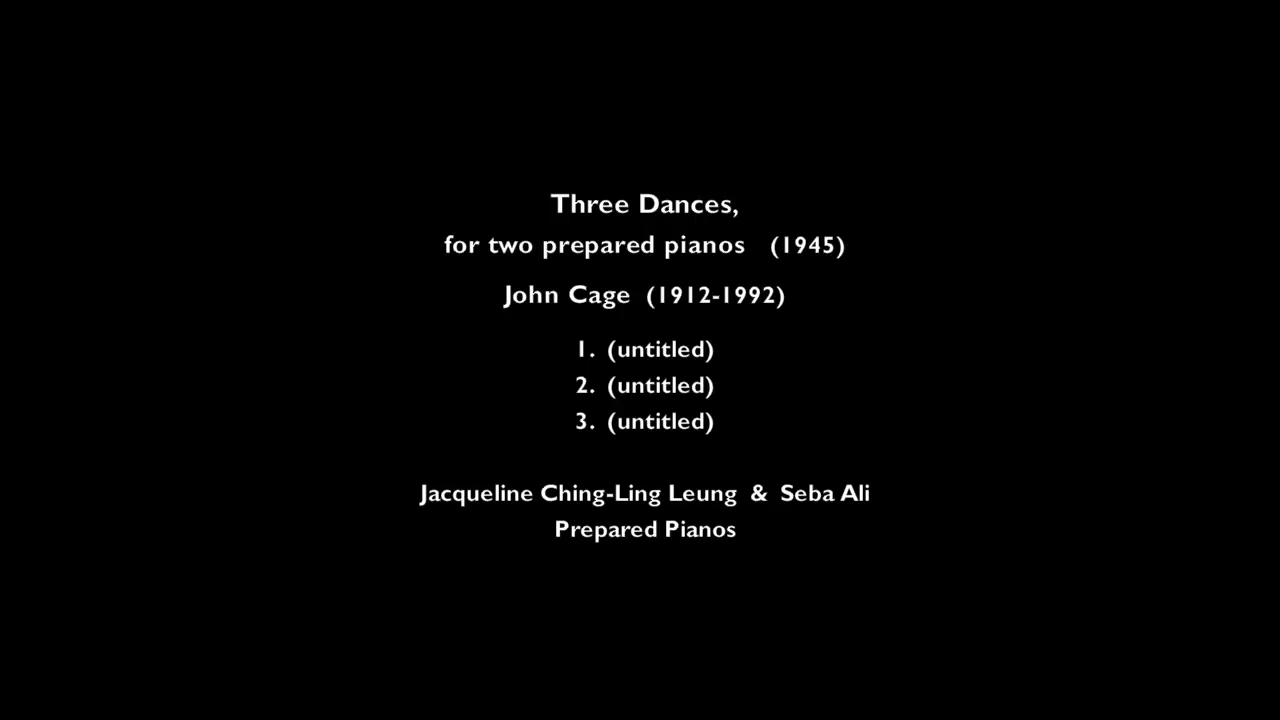 Three Dances,
for two prepared pianos (1945)
John Cage (1912-1992)
1. (untitled)
2. (untitled)
3. (untitled)
Jacqueline Ching-Ling Leung & Seba Ali
Prepared Pianos